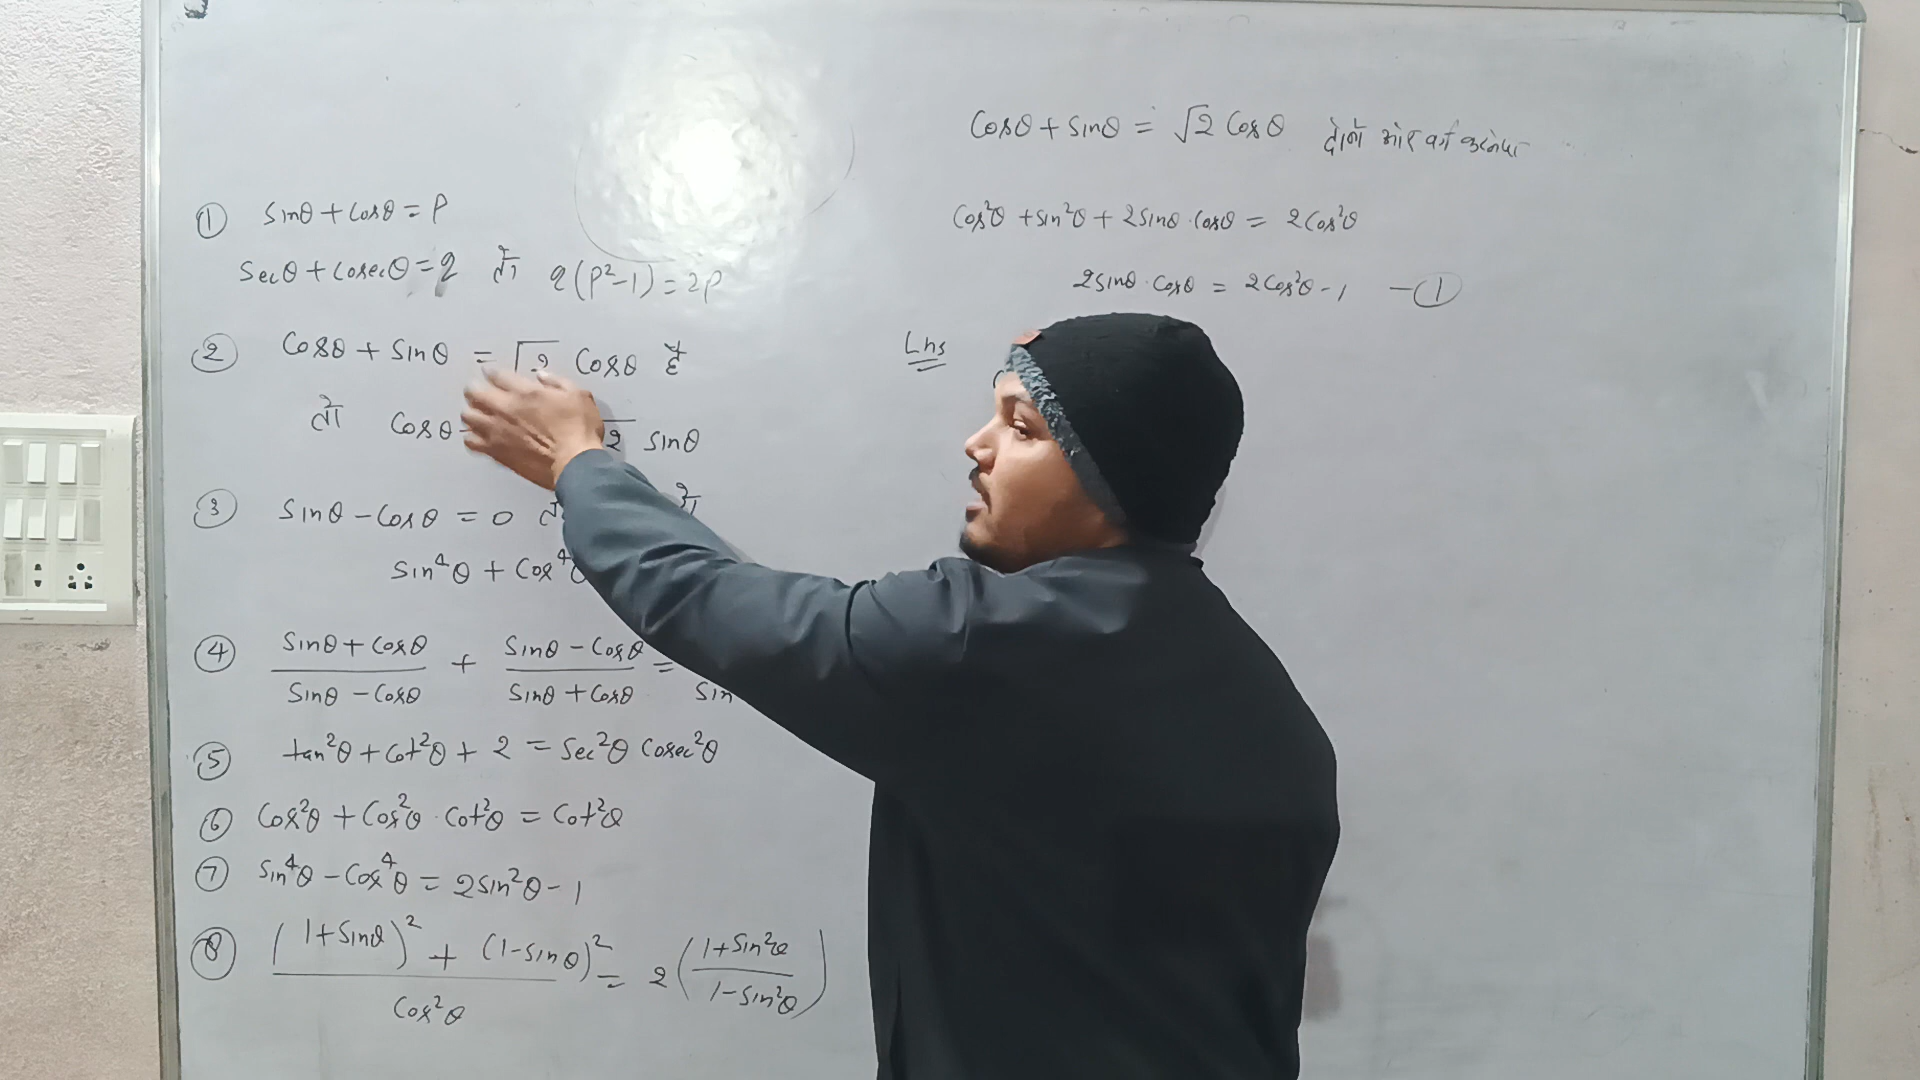 ① sinθ + cosθ = P
secθ + cosecθ = q तो q(P²-1) = 2P
② cosθ + sinθ = √2 cosθ है
तो cosθ - √2 sinθ
③ sinθ - cosθ = 0
sin⁴θ + cos⁴θ
④ (sinθ + cosθ)/(sinθ - cosθ) + (sinθ - cosθ)/(sinθ + cosθ) = sin
⑤ tan²θ + cot²θ + 2 = sec²θ cosec²θ
⑥ cos²θ + cos²θ · cot²θ = cot²θ
⑦ sin⁴θ - cos⁴θ = 2sin²θ - 1
⑧ ((1+sinθ)² + (1-sinθ)²)/cos²θ = 2((1+sin²θ)/(1-sin²θ))
cosθ + sinθ = √2 cosθ दोनों ओर वर्ग करने पर
cos²θ + sin²θ + 2sinθ·cosθ = 2cos²θ
2sinθ·cosθ = 2cos²θ - 1 —①
Lhs